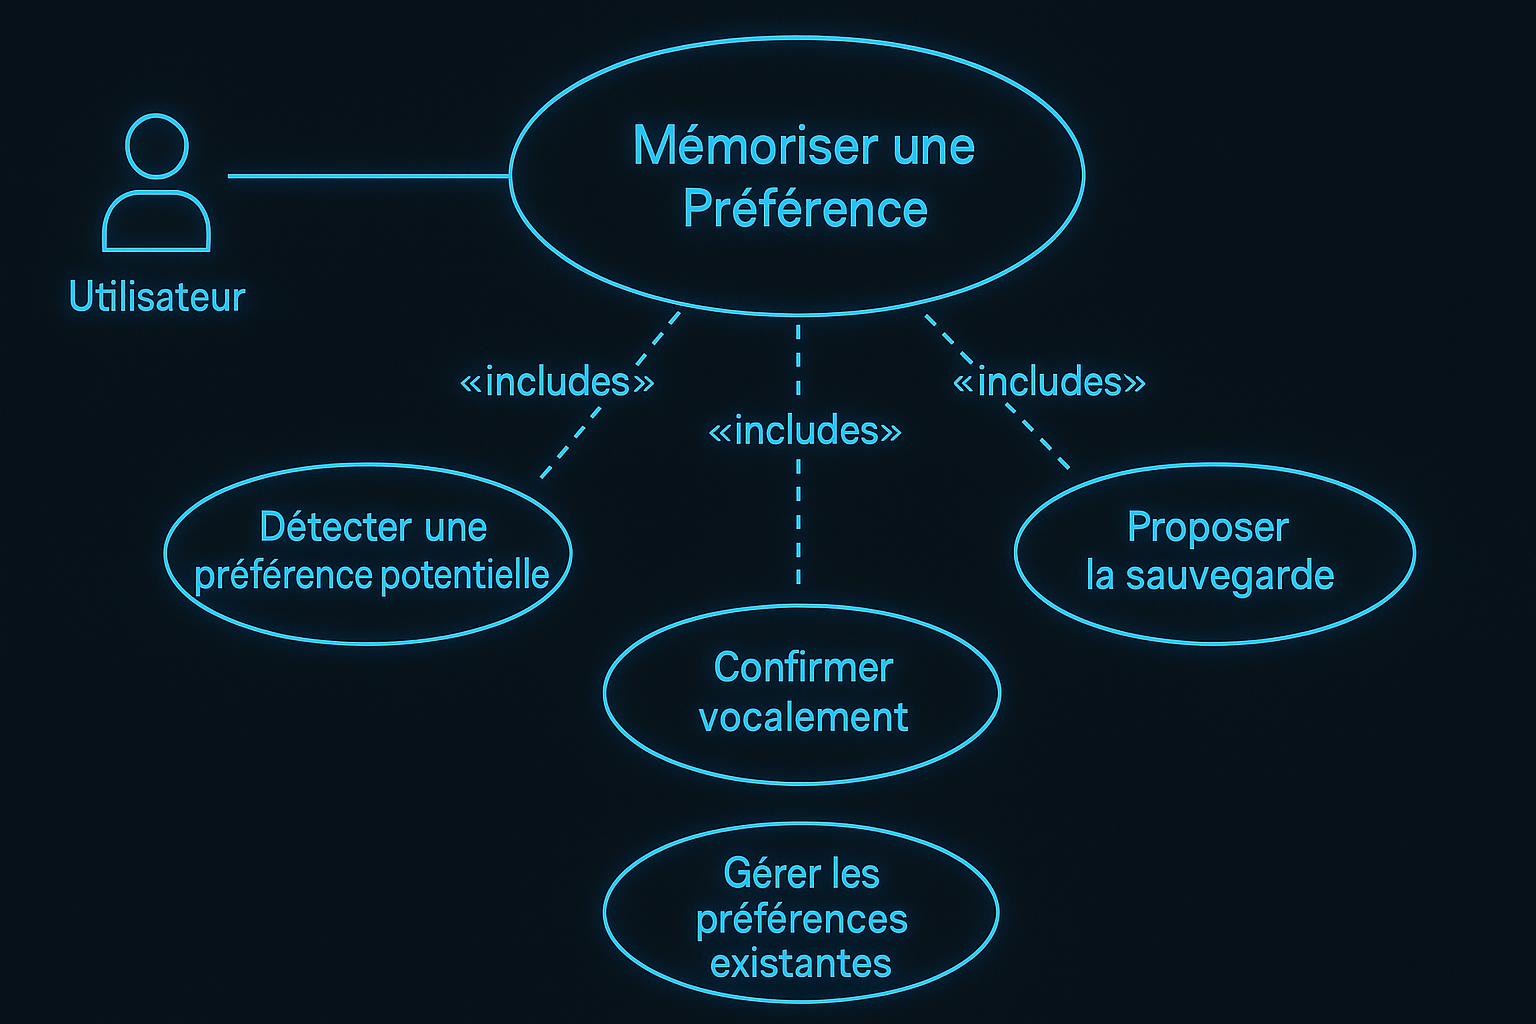 Mémoriser une
Préférence
Utilisateur
«includes»
«includes»
«includes»
Détecter une
préférence potentielle
Proposer
la sauvegarde
Confirmer
vocalement
Gérer les
préférences
existantes